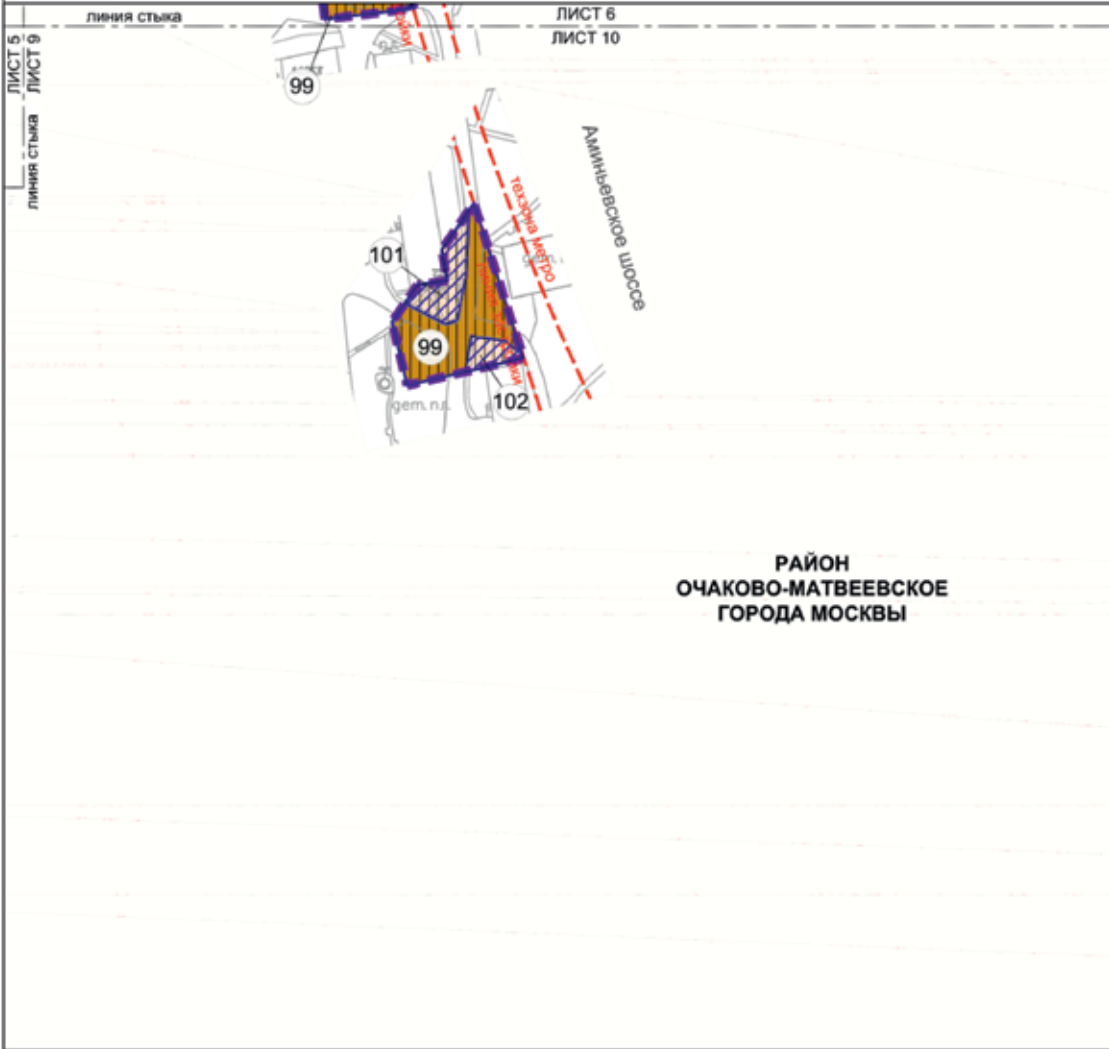 линия стыка
ЛИСТ 6
ЛИСТ 10
ЛИСТ 5
ЛИСТ 9
линия стыка
99
Аминьевское шоссе
техзона метро
101
99
102
gem. п.г.
РАЙОН
ОЧАКОВО-МАТВЕЕВСКОЕ
ГОРОДА МОСКВЫ